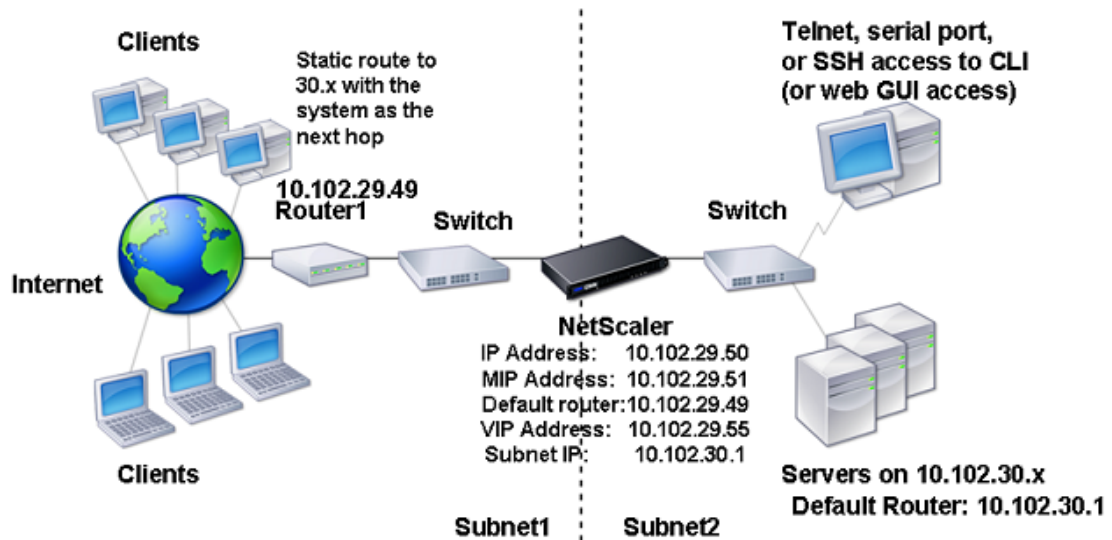 Clients
Static route to
30.x with the
system as the
next hop
10.102.29.49
Router1
Switch
Internet
Clients
NetScaler
IP Address: 10.102.29.50
MIP Address: 10.102.29.51
Default router: 10.102.29.49
VIP Address: 10.102.29.55
Subnet IP: 10.102.30.1
Subnet1
Subnet2
Telnet, serial port,
or SSH access to CLI
(or web GUI access)
Switch
Servers on 10.102.30.x
Default Router: 10.102.30.1